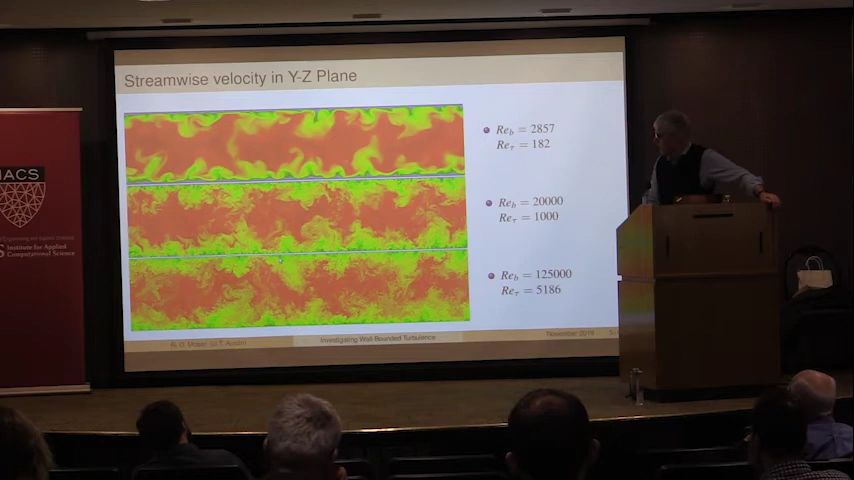 Streamwise velocity in Y-Z Plane
Re_b = 2857
Re_τ = 182
Re_b = 20000
Re_τ = 1000
Re_b = 125000
Re_τ = 5186
(U.T. Austin)
Investigating Wall-Bounded Turbulence
November 2019
IACS
Institute for Applied
Computational Science